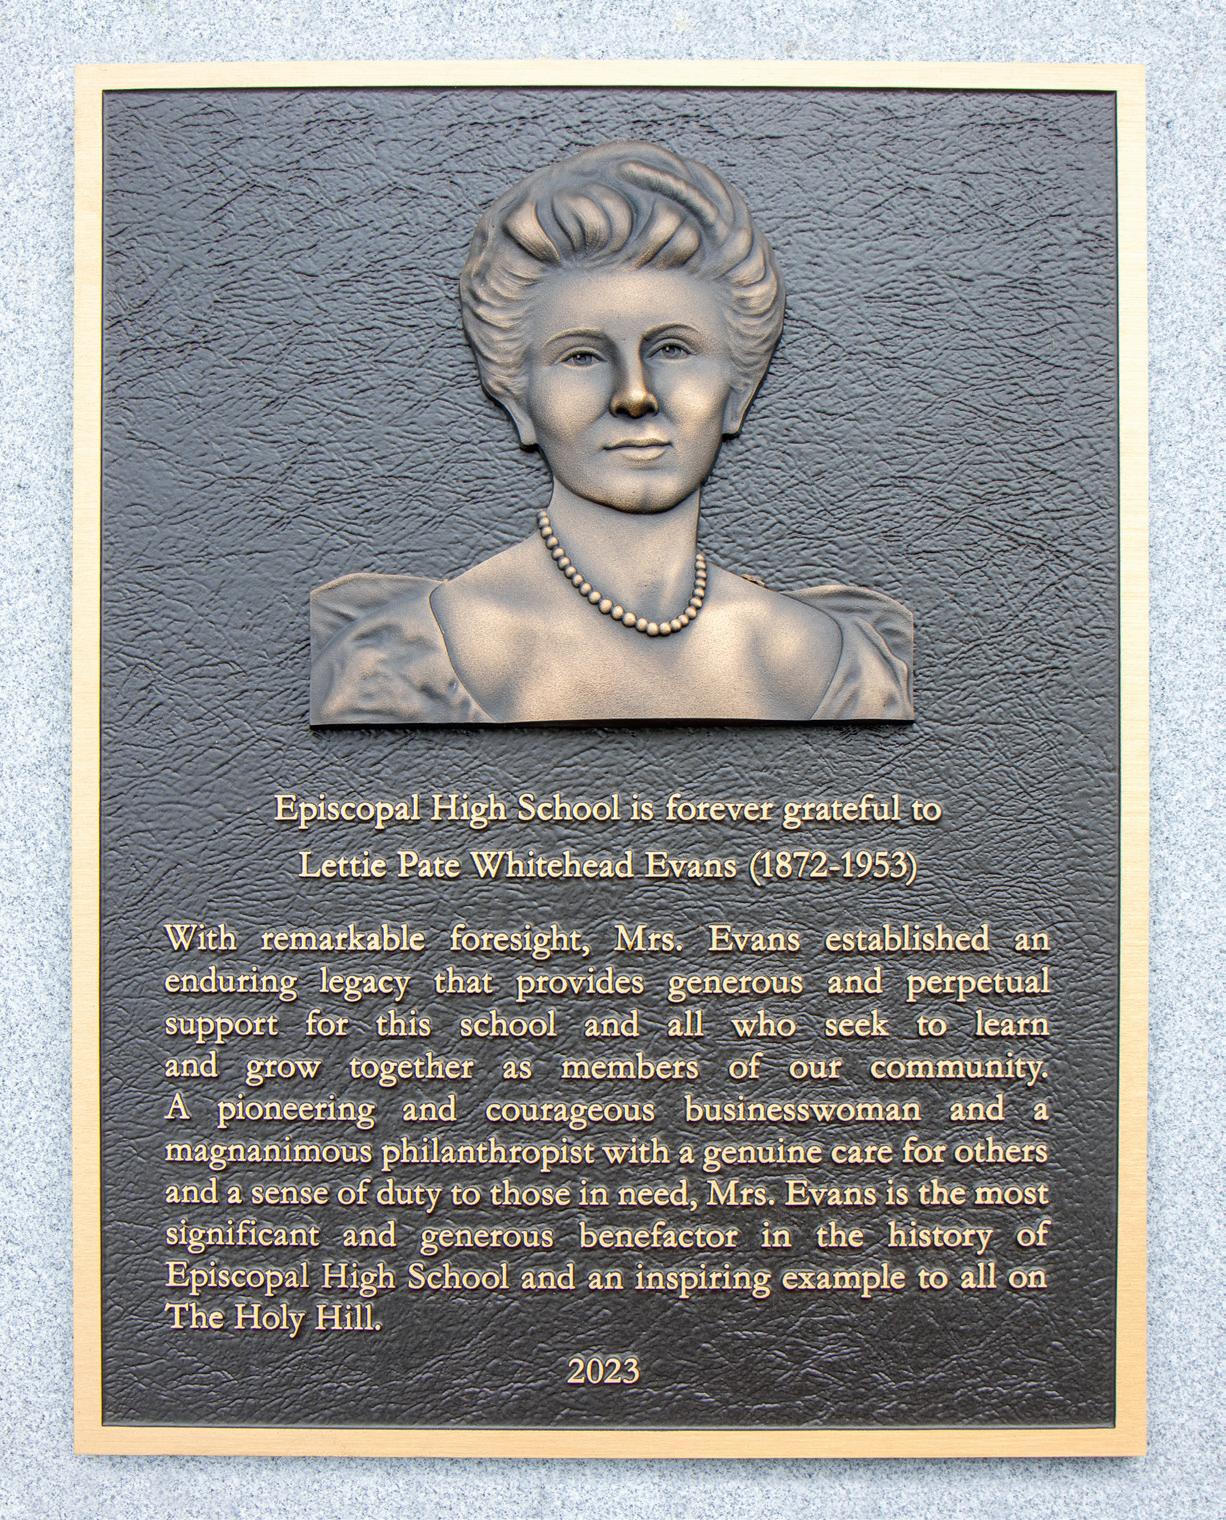 Episcopal High School is forever grateful to
Lettie Pate Whitehead Evans (1872-1953)
With remarkable foresight, Mrs. Evans established an
enduring legacy that provides generous and perpetual
support for this school and all who seek to learn
and grow together as members of our community.
A pioneering and courageous businesswoman and a
magnanimous philanthropist with a genuine care for others
and a sense of duty to those in need, Mrs. Evans is the most
significant and generous benefactor in the history of
Episcopal High School and an inspiring example to all on
The Holy Hill.
2023